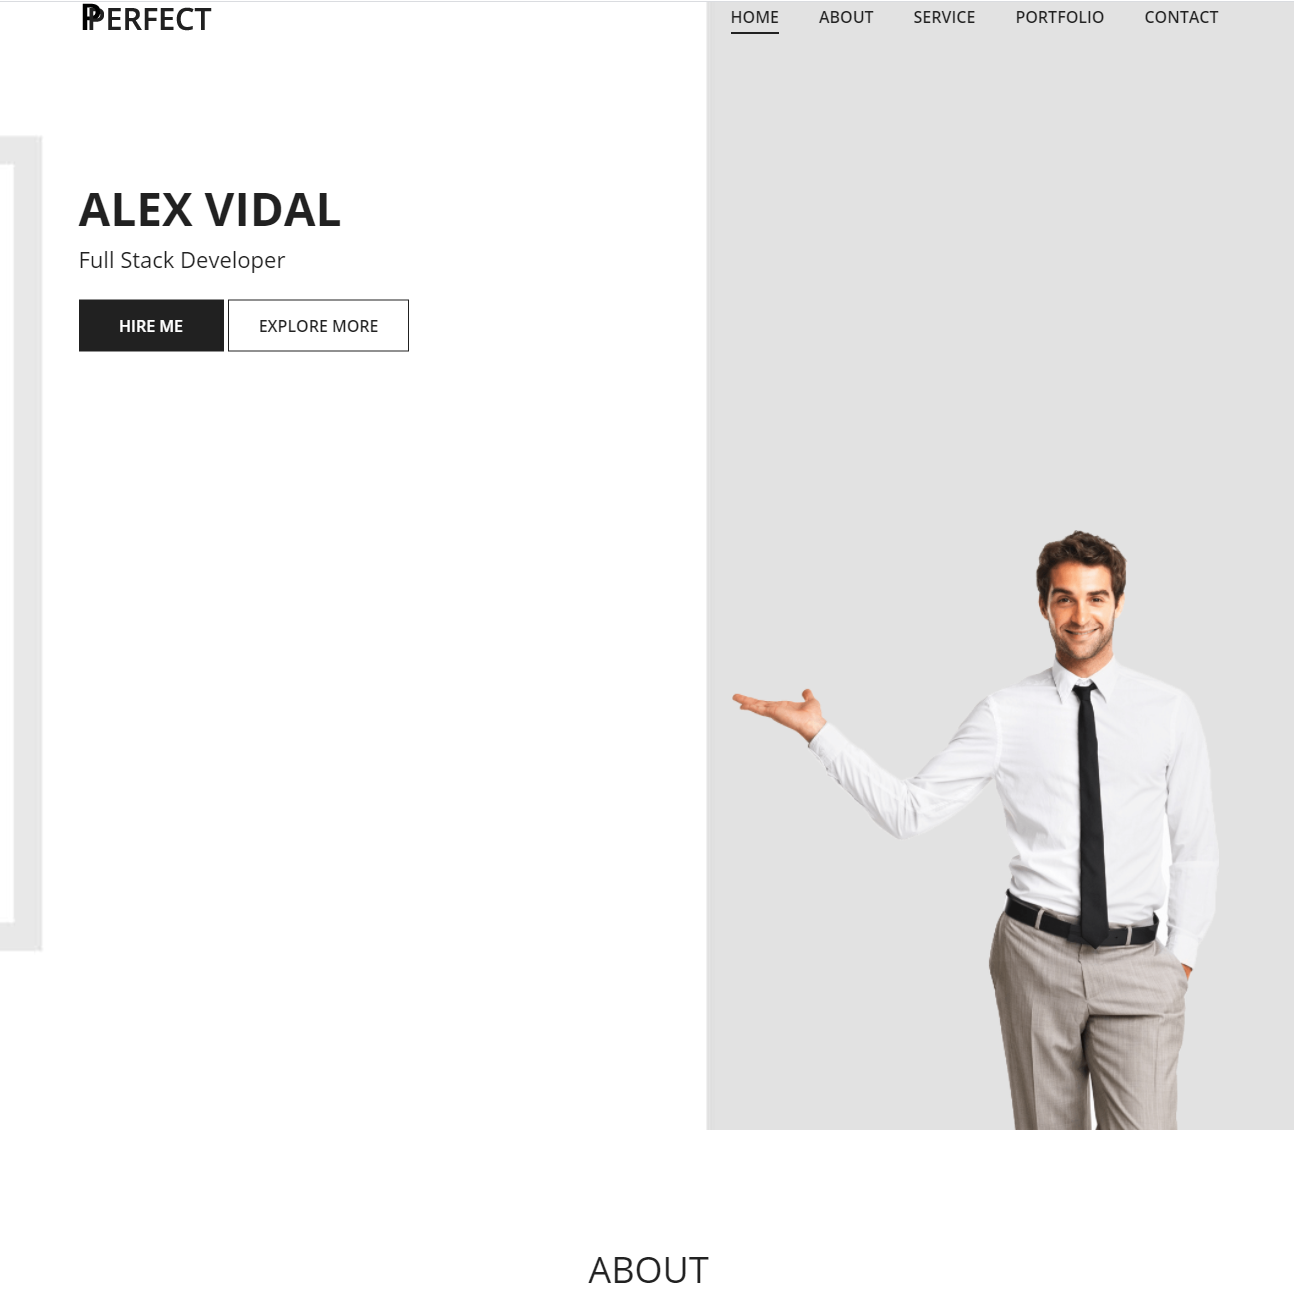 PERFECT
HOME ABOUT SERVICE PORTFOLIO CONTACT
ALEX VIDAL
Full Stack Developer
HIRE ME EXPLORE MORE
ABOUT